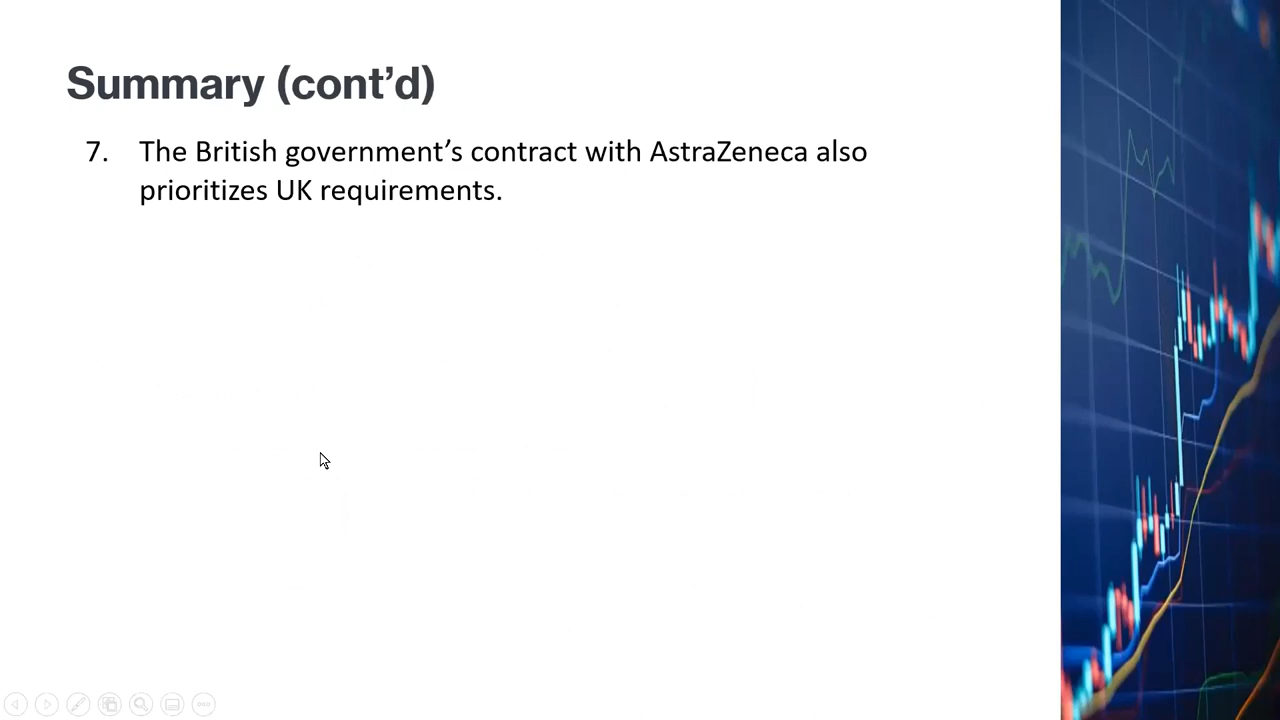 Summary (cont’d)
7. The British government’s contract with AstraZeneca also
prioritizes UK requirements.